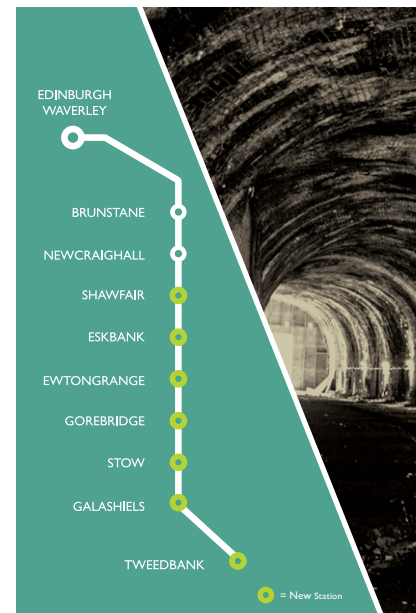 EDINBURGH
WAVERLEY
BRUNSTANE
NEWCRAIGHALL
SHAWFAIR
ESKBANK
EWTONGRANGE
GOREBRIDGE
STOW
GALASHIELS
TWEEDBANK
= New Station